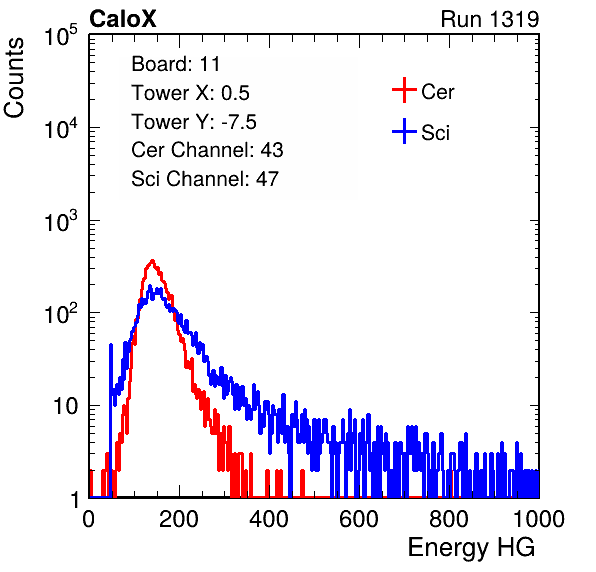 CaloX Run 1319
Counts
10^5
10^4
10^3
10^2
10
1
Board: 11
Tower X: 0.5
Tower Y: -7.5
Cer Channel: 43
Sci Channel: 47
Cer
Sci
0 200 400 600 800 1000
Energy HG